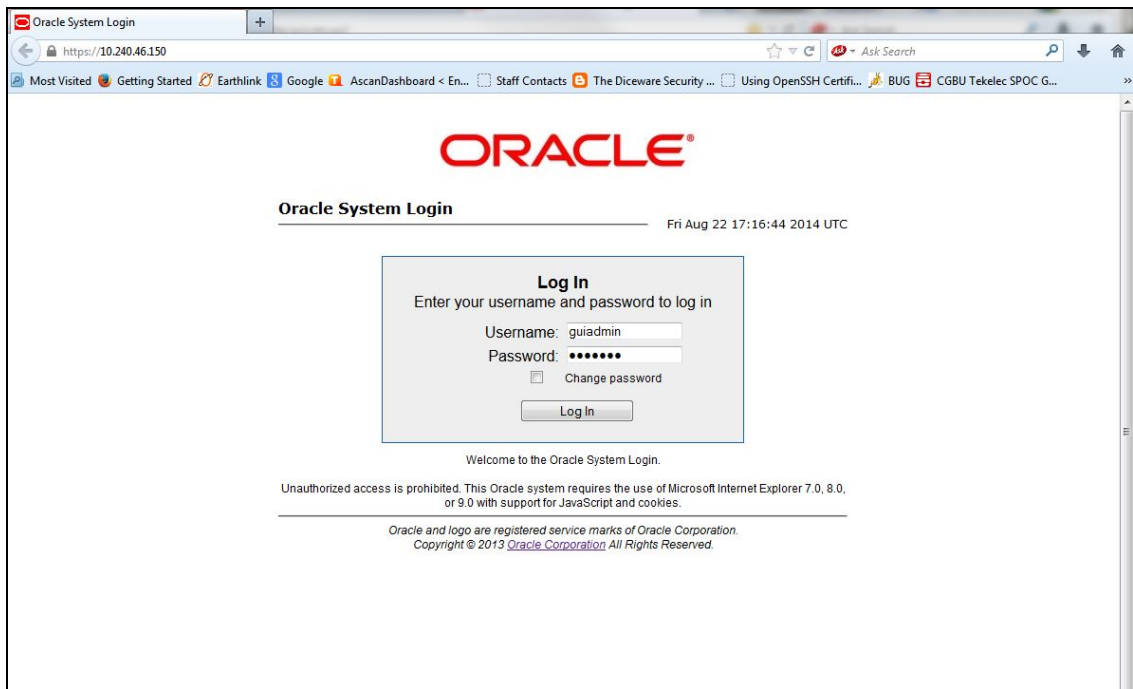 Oracle System Login
https://10.240.46.150
Ask Search
Most Visited Getting Started Earthlink Google AscanDashboard < En... Staff Contacts The Diceware Security ... Using OpenSSH Certifi... BUG CGBU Tekelec SPOC G... »
ORACLE®
Oracle System Login
Fri Aug 22 17:16:44 2014 UTC
Log In
Enter your username and password to log in
Username: guiadmin
Password: •••••••
Change password
Log In
Welcome to the Oracle System Login.
Unauthorized access is prohibited. This Oracle system requires the use of Microsoft Internet Explorer 7.0, 8.0,
or 9.0 with support for JavaScript and cookies.
Oracle and logo are registered service marks of Oracle Corporation.
Copyright © 2013 Oracle Corporation All Rights Reserved.